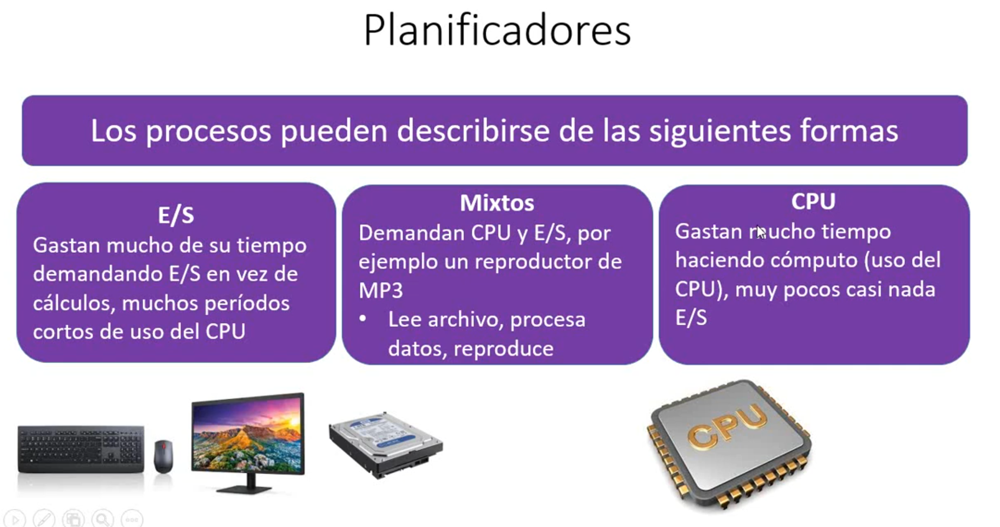 Planificadores
Los procesos pueden describirse de las siguientes formas
E/S
Gastan mucho de su tiempo
demandando E/S en vez de
cálculos, muchos períodos
cortos de uso del CPU
Mixtos
Demandan CPU y E/S, por
ejemplo un reproductor de
MP3
• Lee archivo, procesa
datos, reproduce
CPU
Gastan mucho tiempo
haciendo cómputo (uso del
CPU), muy pocos casi nada
E/S
CPU